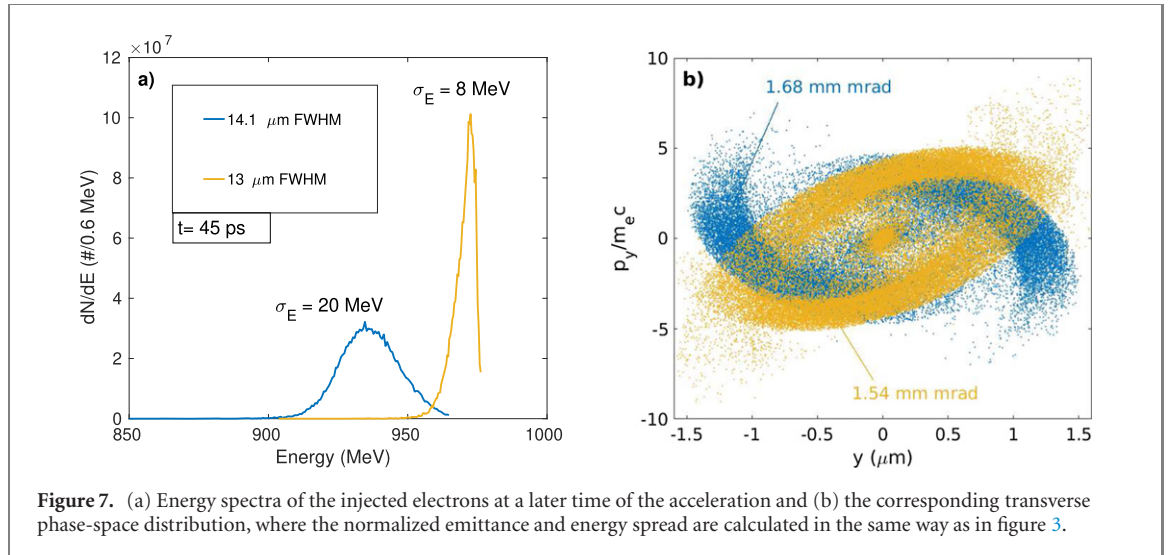 ×10^7
a)
12
10
8
6
4
2
0
dN/dE (#/0.6 MeV)
14.1 μm FWHM
13 μm FWHM
t= 45 ps
σ_E = 8 MeV
σ_E = 20 MeV
850 900 950 1000
Energy (MeV)
b)
10
5
0
-5
-10
p_y/m_e c
1.68 mm mrad
1.54 mm mrad
-1.5 -1 -0.5 0 0.5 1 1.5
y (μm)
Figure 7. (a) Energy spectra of the injected electrons at a later time of the acceleration and (b) the corresponding transverse
phase-space distribution, where the normalized emittance and energy spread are calculated in the same way as in figure 3.